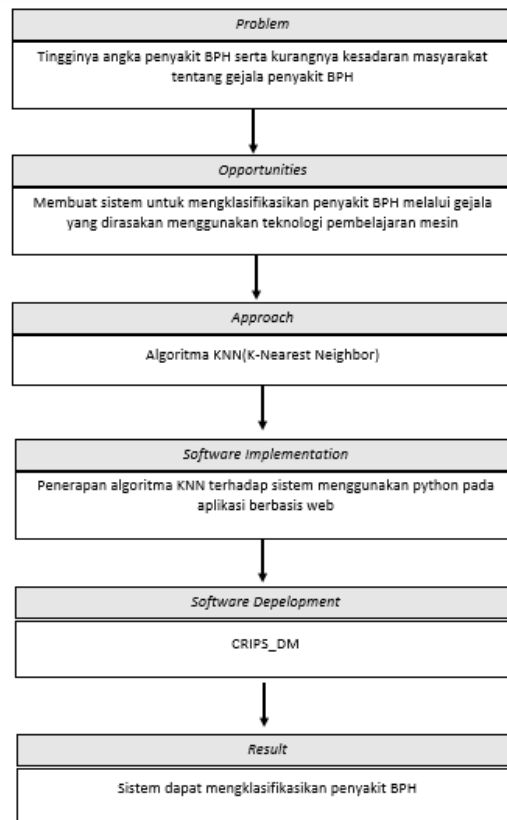 Problem
Tingginya angka penyakit BPH serta kurangnya kesadaran masyarakat
tentang gejala penyakit BPH
Opportunities
Membuat sistem untuk mengklasifikasikan penyakit BPH melalui gejala
yang dirasakan menggunakan teknologi pembelajaran mesin
Approach
Algoritma KNN(K-Nearest Neighbor)
Software Implementation
Penerapan algoritma KNN terhadap sistem menggunakan python pada
aplikasi berbasis web
Software Depelopment
CRIPS_DM
Result
Sistem dapat mengklasifikasikan penyakit BPH